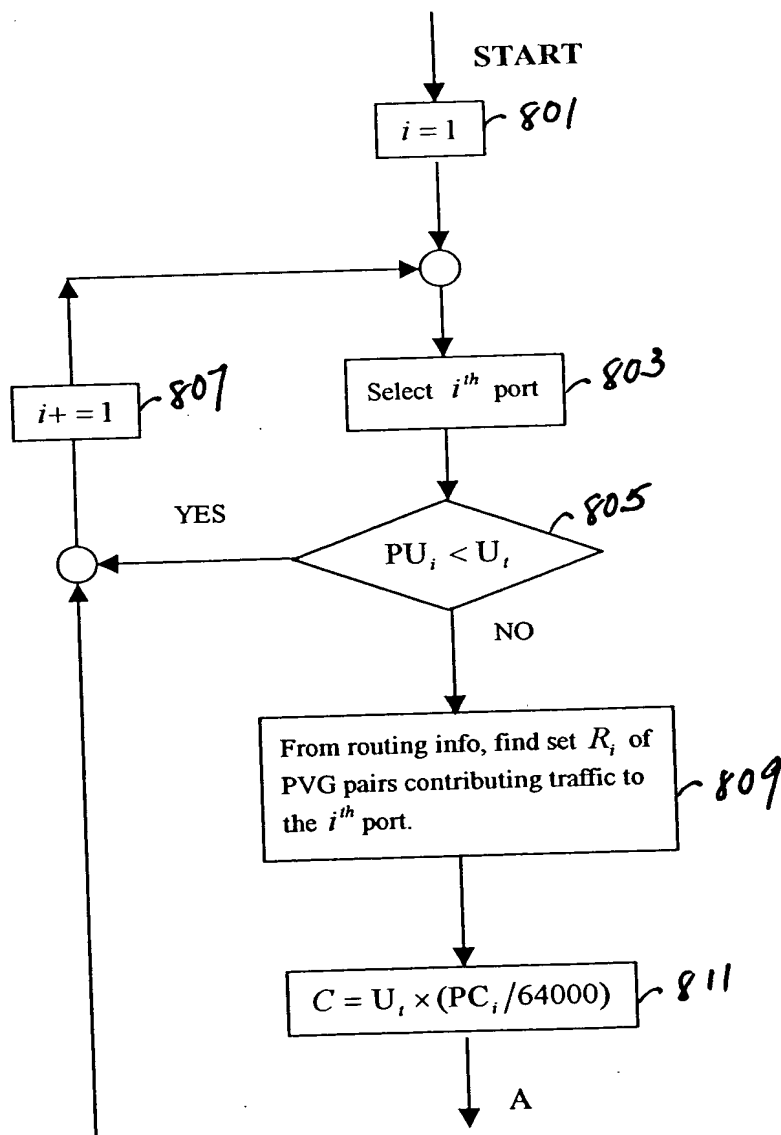 START
i = 1
801
Select i^th port
803
i+ = 1
807
YES
PU_i < U_t
805
NO
From routing info, find set R_i of
PVG pairs contributing traffic to
the i^th port.
809
C = U_t × (PC_i/64000)
811
A